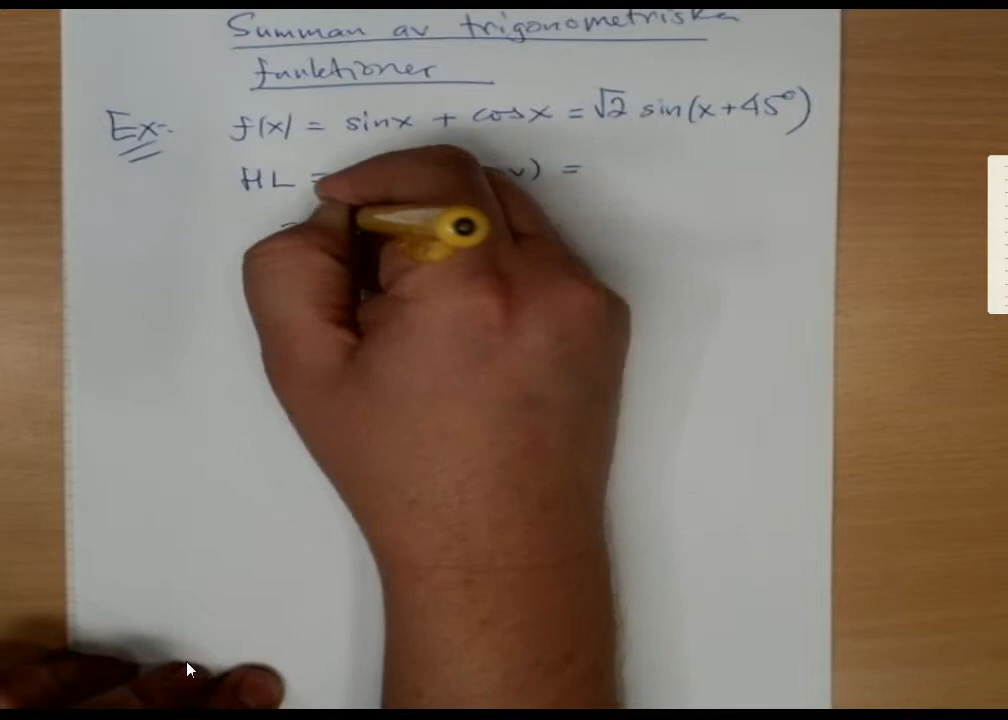 Summan av trigonometriska
funktioner
Ex: f(x) = sinx + cosx = √2 sin(x+45°)
HL = v) =